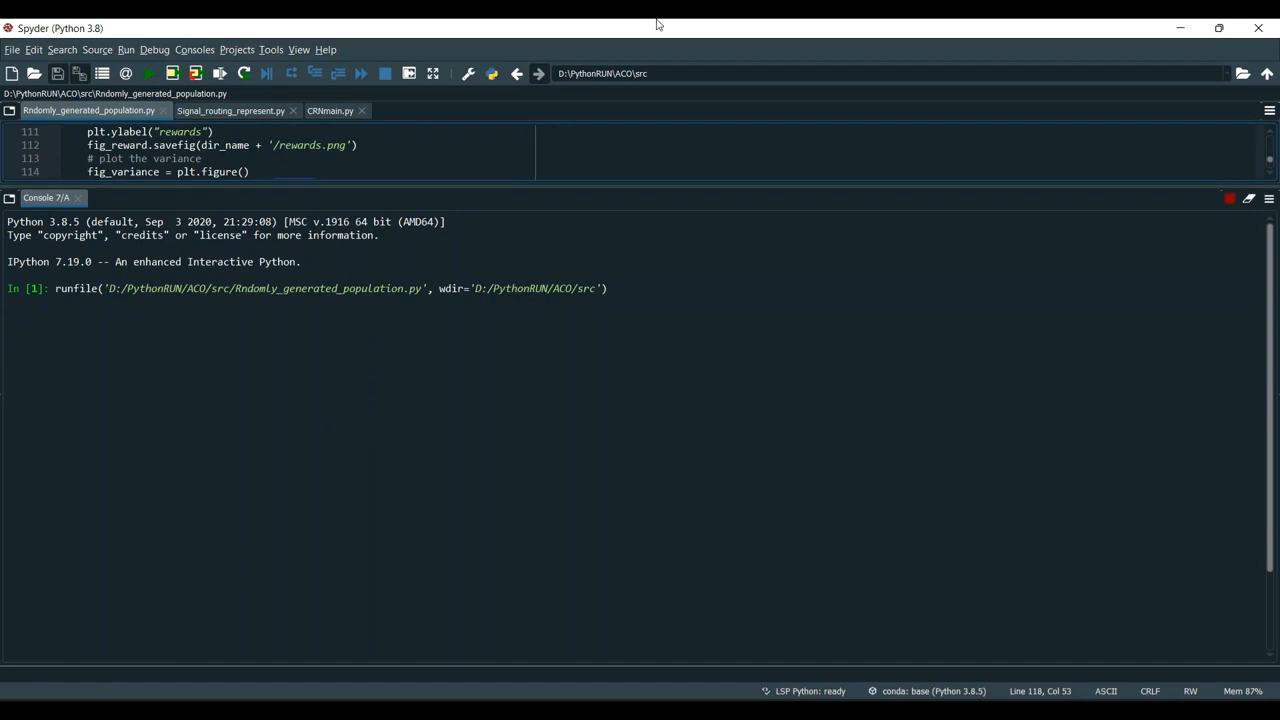 Spyder (Python 3.8)
File Edit Search Source Run Debug Consoles Projects Tools View Help
D:\PythonRUN\ACO\src
D:\PythonRUN\ACO\src\Rndomly_generated_population.py
Rndomly_generated_population.py Signal_routing_represent.py CRNmain.py
111 plt.ylabel("rewards")
112 fig_reward.savefig(dir_name + '/rewards.png')
113 # plot the variance
114 fig_variance = plt.figure()
Console 7/A
Python 3.8.5 (default, Sep  3 2020, 21:29:08) [MSC v.1916 64 bit (AMD64)]
Type "copyright", "credits" or "license" for more information.
IPython 7.19.0 -- An enhanced Interactive Python.
In [1]: runfile('D:/PythonRUN/ACO/src/Rndomly_generated_population.py', wdir='D:/PythonRUN/ACO/src')
LSP Python: ready conda: base (Python 3.8.5) Line 118, Col 53 ASCII CRLF RW Mem 87%